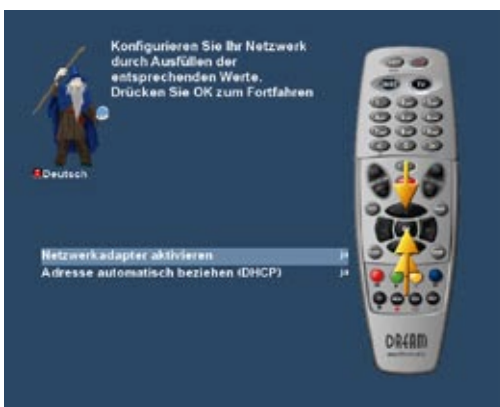 Konfigurieren Sie Ihr Netzwerk
durch Ausfüllen der
entsprechenden Werte.
Drücken Sie OK zum Fortfahren
Deutsch
Netzwerkadapter aktivieren ja
Adresse automatisch beziehen (DHCP) ja
TV
DREAM